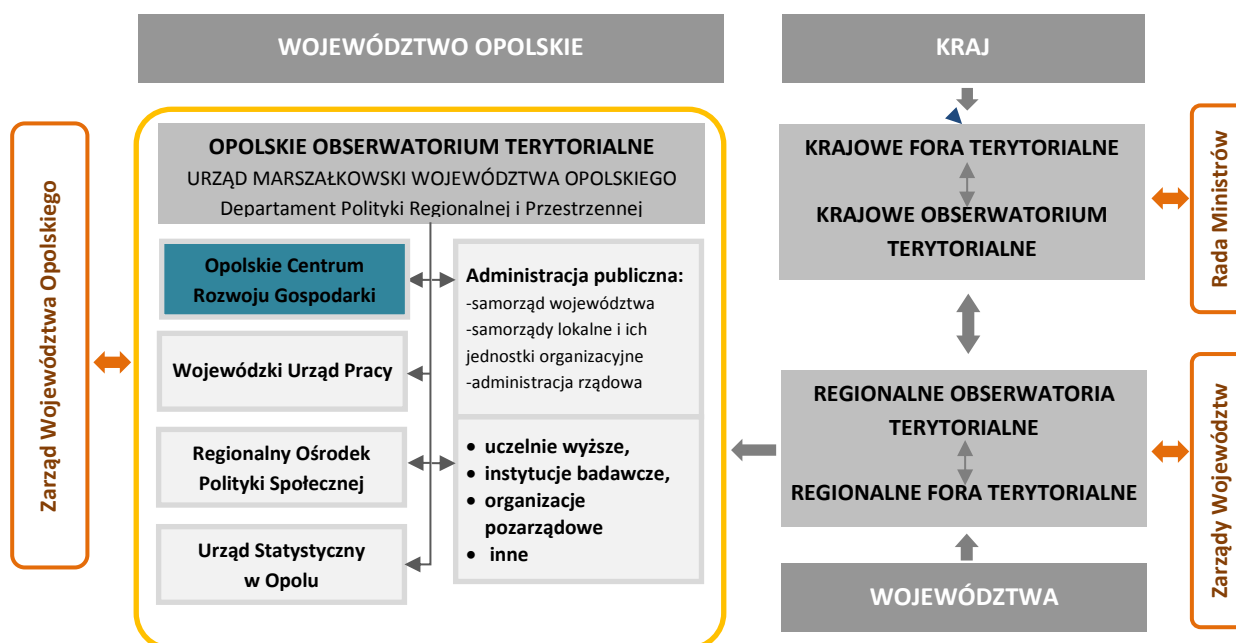 WOJEWÓDZTWO OPOLSKIE
KRAJ
Zarząd Województwa Opolskiego
OPOLSKIE OBSERWATORIUM TERYTORIALNE
URZĄD MARSZAŁKOWSKI WOJEWÓDZTWA OPOLSKIEGO
Departament Polityki Regionalnej i Przestrzennej
Opolskie Centrum
Rozwoju Gospodarki
Wojewódzki Urząd Pracy
Regionalny Ośrodek
Polityki Społecznej
Urząd Statystyczny
w Opolu
Administracja publiczna:
-samorząd województwa
-samorządy lokalne i ich
jednostki organizacyjne
-administracja rządowa
• uczelnie wyższe,
• instytucje badawcze,
• organizacje
pozarządowe
• inne
KRAJOWE FORA TERYTORIALNE
KRAJOWE OBSERWATORIUM
TERYTORIALNE
Rada Ministrów
REGIONALNE OBSERWATORIA
TERYTORIALNE
REGIONALNE FORA TERYTORIALNE
Zarządy Województw
WOJEWÓDZTWA